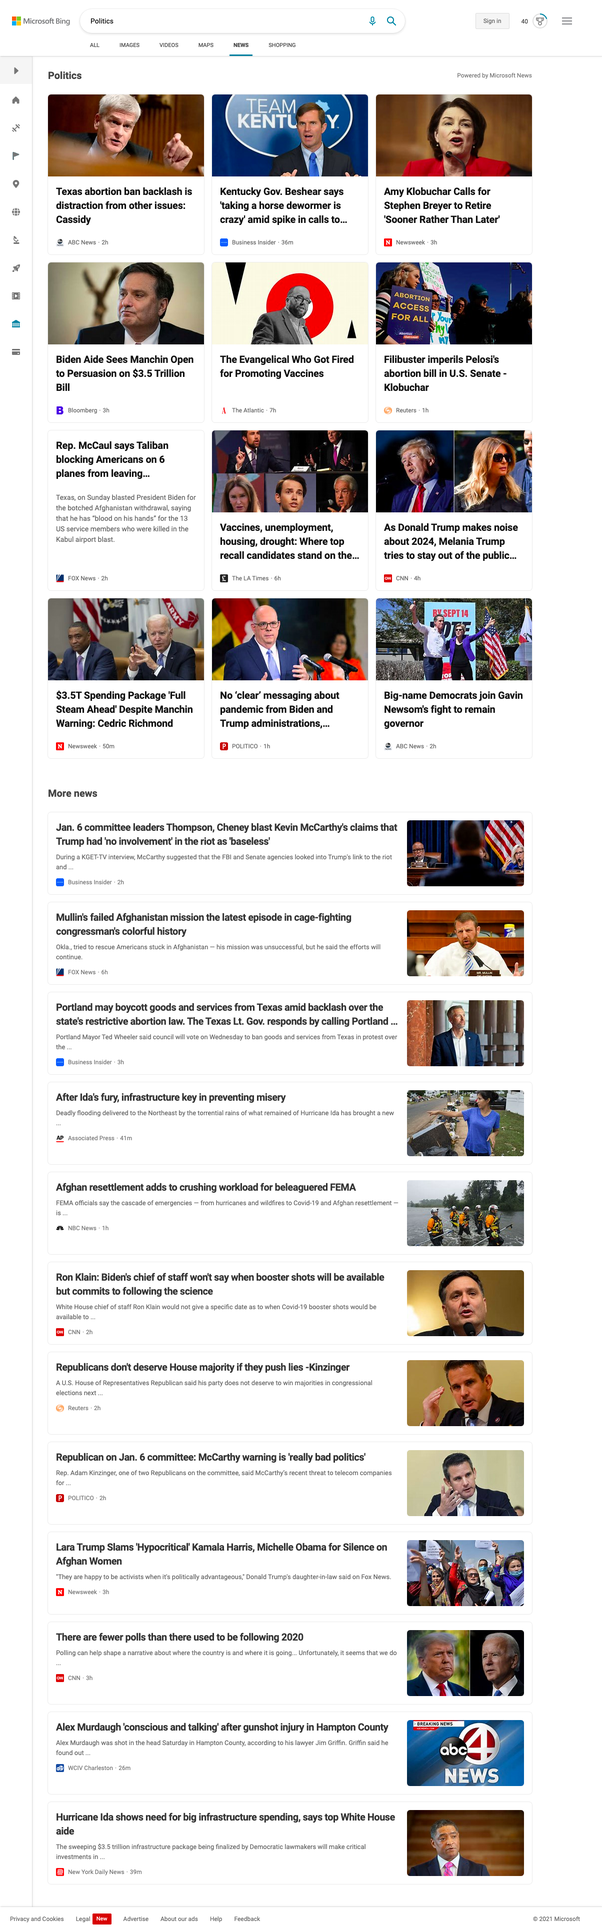 Microsoft Bing
Politics
Sign in
40
ALL
IMAGES
VIDEOS
MAPS
NEWS
SHOPPING
Politics
Powered by Microsoft News
TEAM
KENTUCKY
Texas abortion ban backlash is
distraction from other issues:
Cassidy
ABC News · 2h
Kentucky Gov. Beshear says
'taking a horse dewormer is
crazy' amid spike in calls to...
Business Insider · 36m
Amy Klobuchar Calls for
Stephen Breyer to Retire
'Sooner Rather Than Later'
Newsweek · 3h
ABORTION
ACCESS
FOR ALL
Biden Aide Sees Manchin Open
to Persuasion on $3.5 Trillion
Bill
Bloomberg · 3h
The Evangelical Who Got Fired
for Promoting Vaccines
The Atlantic · 7h
Filibuster imperils Pelosi's
abortion bill in U.S. Senate -
Klobuchar
Reuters · 1h
Rep. McCaul says Taliban
blocking Americans on 6
planes from leaving...
Texas, on Sunday blasted President Biden for
the botched Afghanistan withdrawal, saying
that he has “blood on his hands” for the 13
US service members who were killed in the
Kabul airport blast.
FOX News · 2h
Vaccines, unemployment,
housing, drought: Where top
recall candidates stand on the...
The LA Times · 6h
As Donald Trump makes noise
about 2024, Melania Trump
tries to stay out of the public...
CNN · 4h
BY SEPT 14
$3.5T Spending Package 'Full
Steam Ahead' Despite Manchin
Warning: Cedric Richmond
Newsweek · 50m
No ‘clear’ messaging about
pandemic from Biden and
Trump administrations,...
POLITICO · 1h
Big-name Democrats join Gavin
Newsom's fight to remain
governor
ABC News · 2h
More news
Jan. 6 committee leaders Thompson, Cheney blast Kevin McCarthy's claims that
Trump had 'no involvement' in the riot as 'baseless'
During a KGET-TV interview, McCarthy suggested that the FBI and Senate agencies looked into Trump's link to the riot
and ...
Business Insider · 2h
Mullin's failed Afghanistan mission the latest episode in cage-fighting
congressman's colorful history
Okla., tried to rescue Americans stuck in Afghanistan — his mission was unsuccessful, but he said the efforts will
continue.
FOX News · 6h
Portland may boycott goods and services from Texas amid backlash over the
state's restrictive abortion law. The Texas Lt. Gov. responds by calling Portland ...
Portland Mayor Ted Wheeler said council will vote on Wednesday to ban goods and services from Texas in protest over
the ...
Business Insider · 3h
After Ida's fury, infrastructure key in preventing misery
Deadly flooding delivered to the Northeast by the torrential rains of what remained of Hurricane Ida has brought a new
...
AP
Associated Press · 41m
Afghan resettlement adds to crushing workload for beleaguered FEMA
FEMA officials say the cascade of emergencies — from hurricanes and wildfires to Covid-19 and Afghan resettlement —
is ...
NBC News · 1h
Ron Klain: Biden's chief of staff won't say when booster shots will be available
but commits to following the science
White House chief of staff Ron Klain would not give a specific date as to when Covid-19 booster shots would be
available to ...
CNN · 2h
Republicans don't deserve House majority if they push lies -Kinzinger
A U.S. House of Representatives Republican said his party does not deserve to win majorities in congressional
elections next ...
Reuters · 2h
Republican on Jan. 6 committee: McCarthy warning is 'really bad politics'
Rep. Adam Kinzinger, one of two Republicans on the committee, said McCarthy's recent threat to telecom companies
for ...
POLITICO · 2h
Lara Trump Slams 'Hypocritical' Kamala Harris, Michelle Obama for Silence on
Afghan Women
"They are happy to be activists when it's politically advantageous," Donald Trump's daughter-in-law said on Fox News.
Newsweek · 3h
There are fewer polls than there used to be following 2020
Polling can help shape a narrative about where the country is and where it is going... Unfortunately, it seems that we do
...
CNN · 3h
Alex Murdaugh 'conscious and talking' after gunshot injury in Hampton County
Alex Murdaugh was shot in the head Saturday in Hampton County, according to his lawyer Jim Griffin. Griffin said he
found out ...
WCIV Charleston · 26m
BREAKING NEWS
abc 4
NEWS
Hurricane Ida shows need for big infrastructure spending, says top White House
aide
The sweeping $3.5 trillion infrastructure package being finalized by Democratic lawmakers will make critical
investments in ...
New York Daily News · 39m
Privacy and Cookies
Legal
New
Advertise
About our ads
Help
Feedback
© 2021 Microsoft